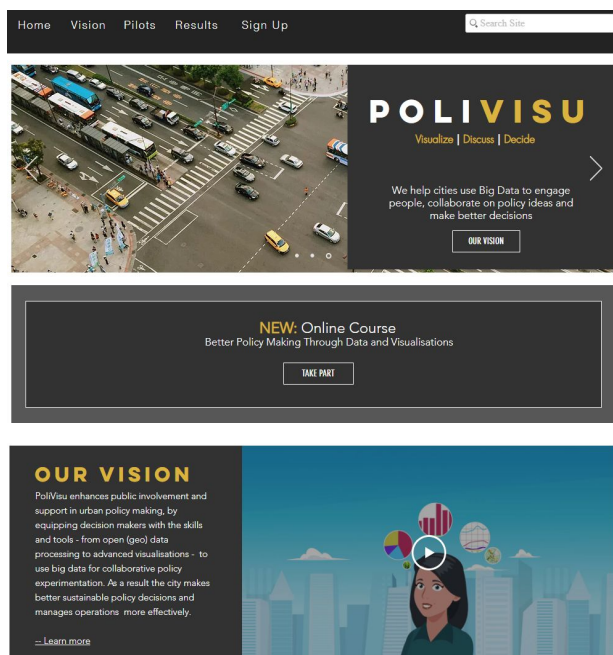 Home Vision Pilots Results Sign Up
Search Site
POLIVISU
Visualize | Discuss | Decide
We help cities use Big Data to engage
people, collaborate on policy ideas and
make better decisions
OUR VISION
NEW: Online Course
Better Policy Making Through Data and Visualisations
TAKE PART
OUR VISION
PoliVisu enhances public involvement and
support in urban policy making, by
equipping decision makers with the skills
and tools - from open (geo) data
processing to advanced visualisations - to
use big data for collaborative policy
experimentation. As a result the city makes
better sustainable policy decisions and
manages operations more effectively.
-- Learn more